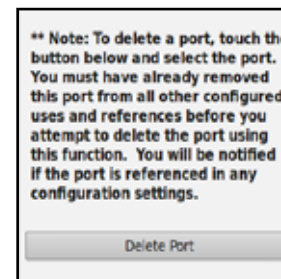 ** Note: To delete a port, touch th
button below and select the port.
You must have already removed
this port from all other configured
uses and references before you
attempt to delete the port using
this function.  You will be notified
if the port is referenced in any
configuration settings.
Delete Port